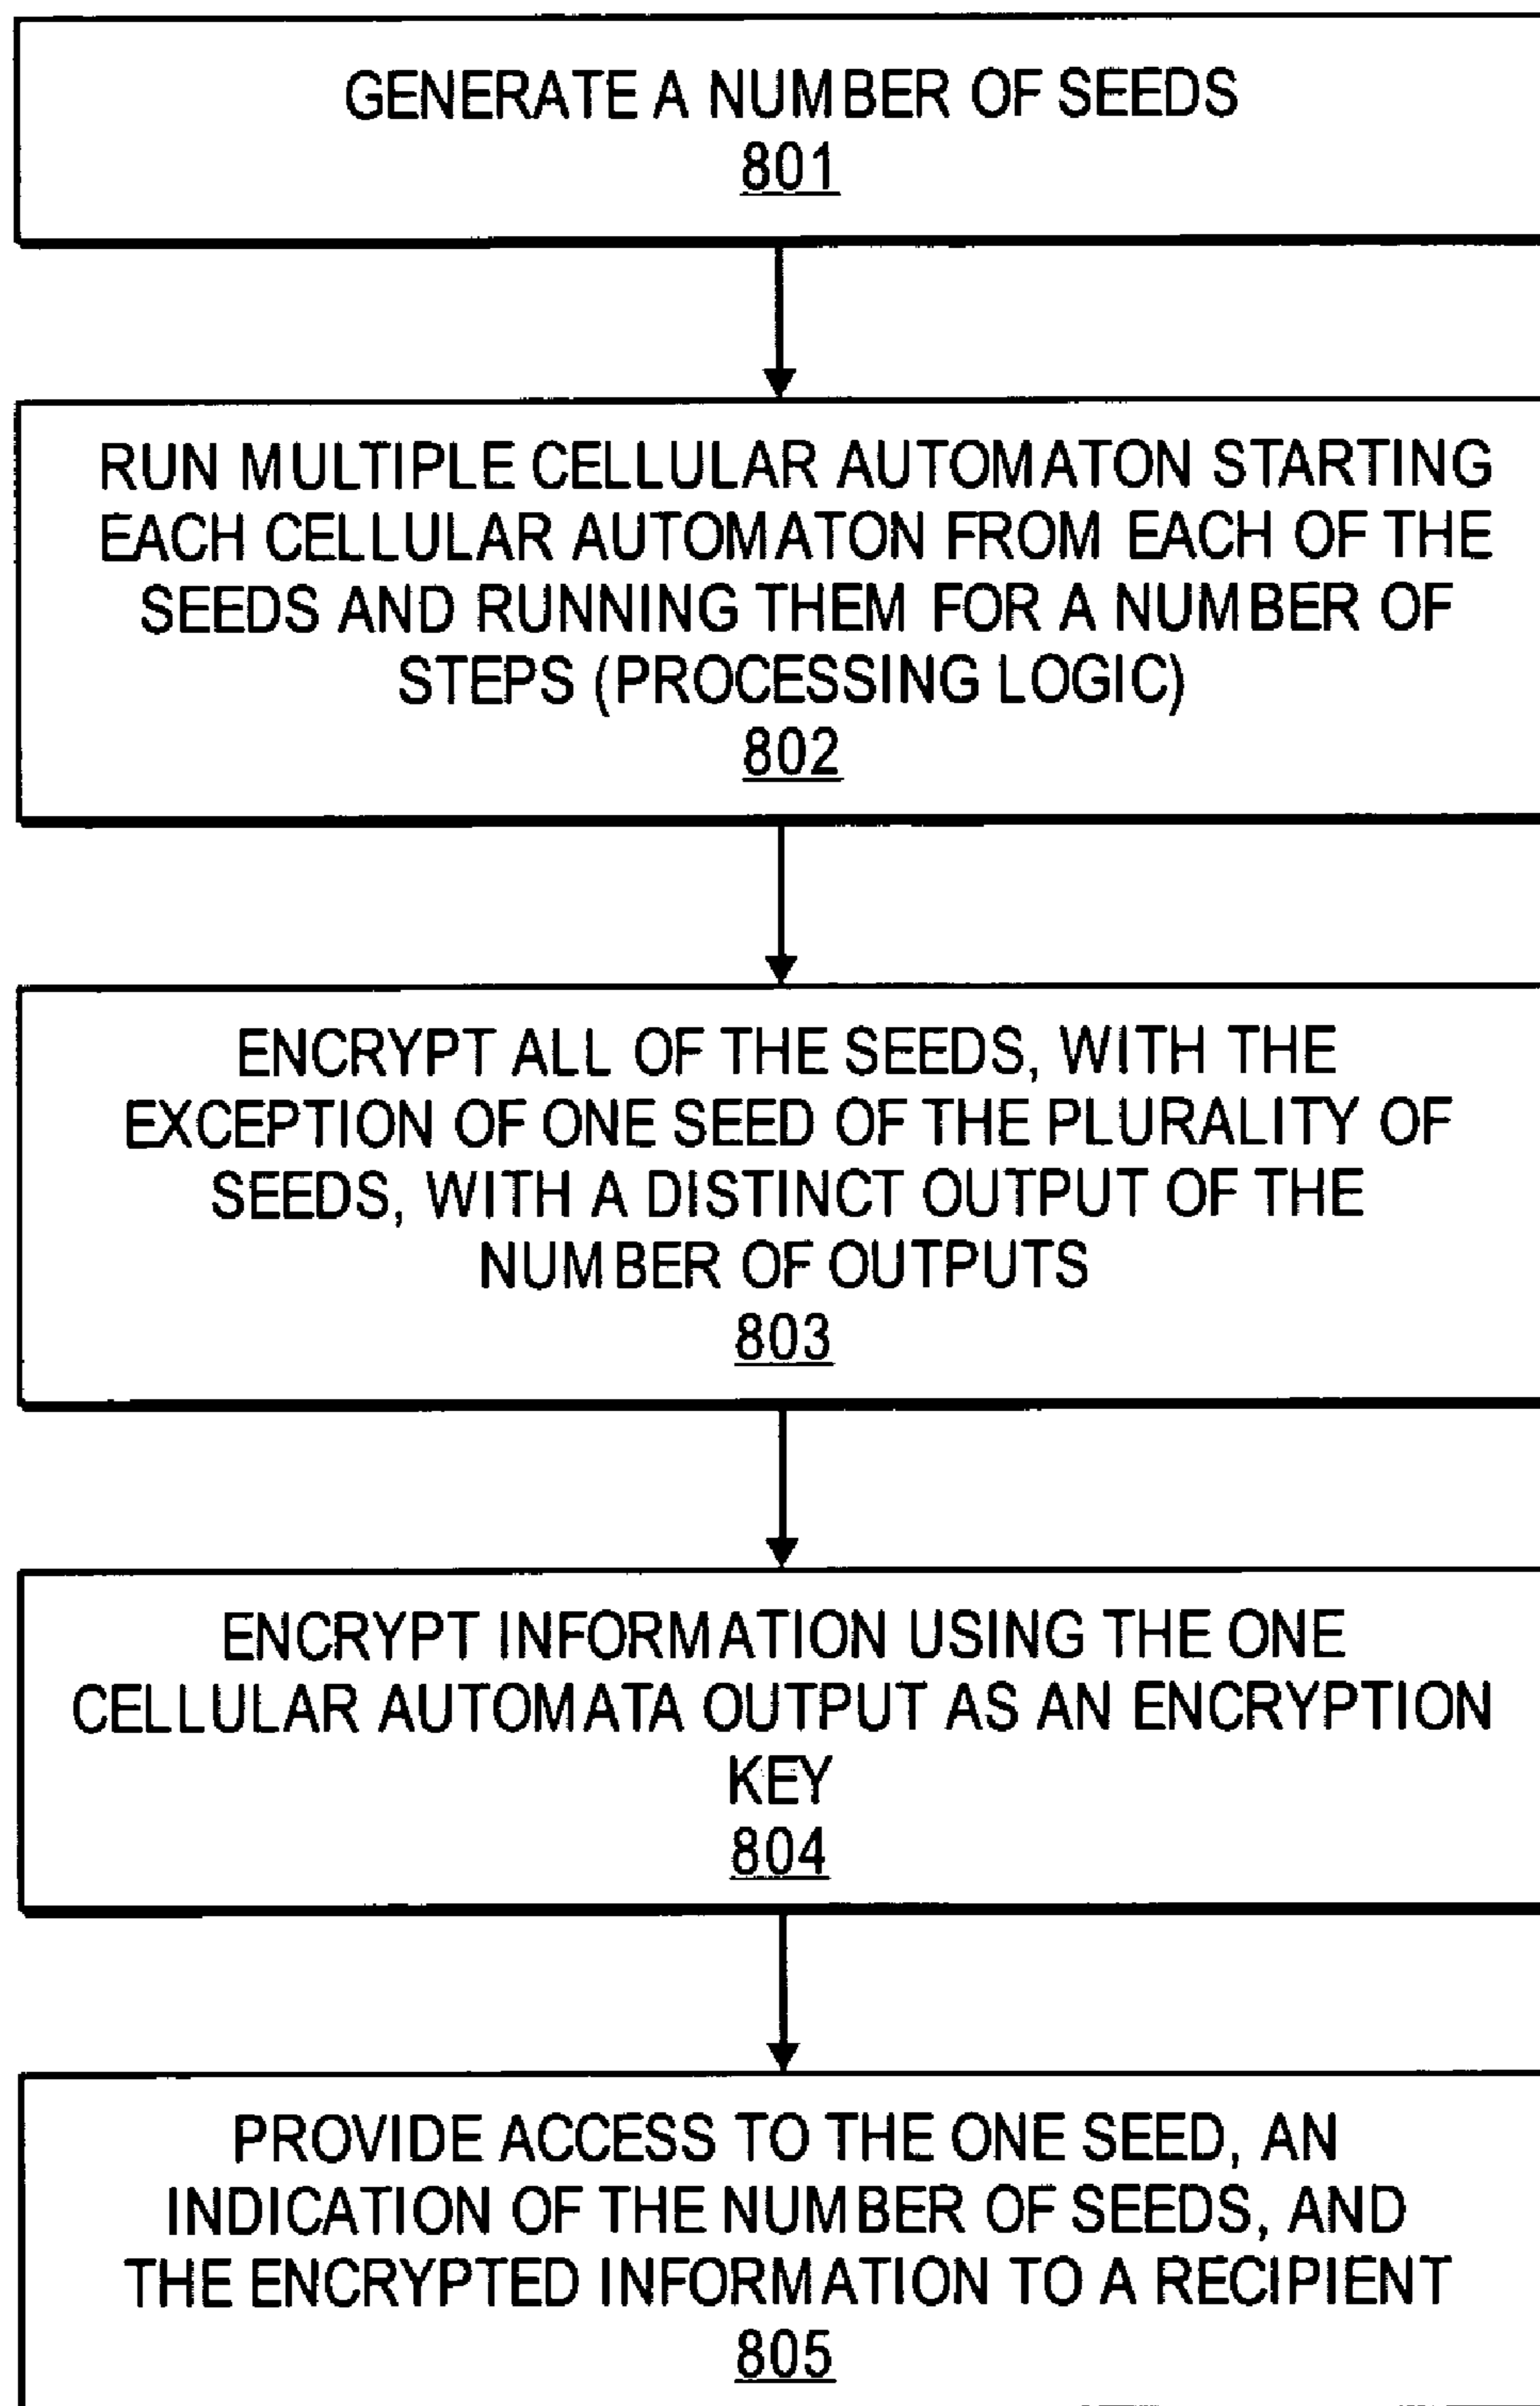 GENERATE A NUMBER OF SEEDS
801
RUN MULTIPLE CELLULAR AUTOMATON STARTING
EACH CELLULAR AUTOMATON FROM EACH OF THE
SEEDS AND RUNNING THEM FOR A NUMBER OF
STEPS (PROCESSING LOGIC)
802
ENCRYPT ALL OF THE SEEDS, WITH THE
EXCEPTION OF ONE SEED OF THE PLURALITY OF
SEEDS, WITH A DISTINCT OUTPUT OF THE
NUMBER OF OUTPUTS
803
ENCRYPT INFORMATION USING THE ONE
CELLULAR AUTOMATA OUTPUT AS AN ENCRYPTION
KEY
804
PROVIDE ACCESS TO THE ONE SEED, AN
INDICATION OF THE NUMBER OF SEEDS, AND
THE ENCRYPTED INFORMATION TO A RECIPIENT
805